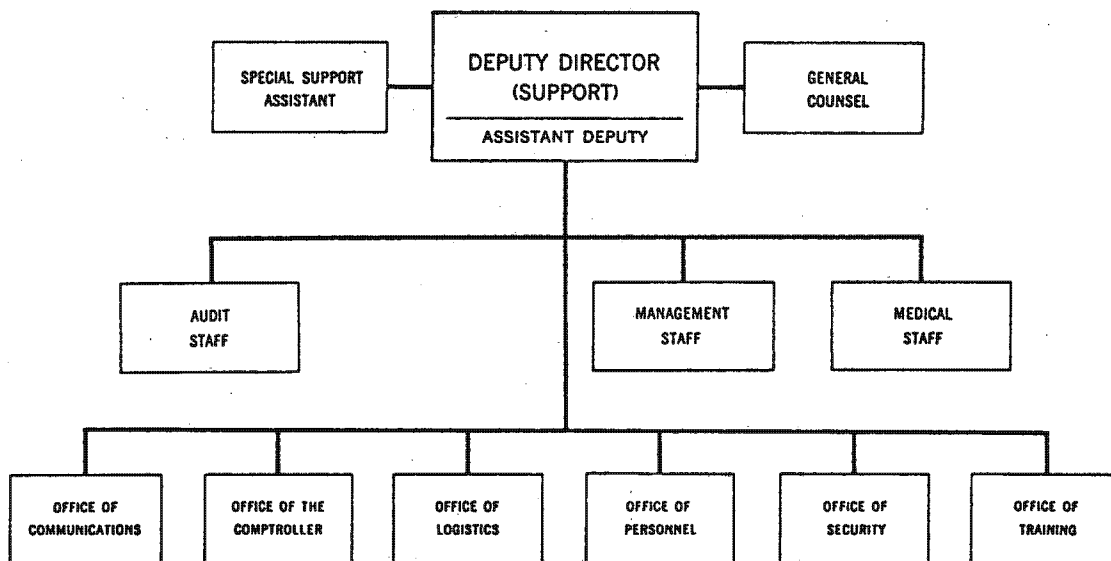 SPECIAL SUPPORT
ASSISTANT
DEPUTY DIRECTOR
(SUPPORT)
ASSISTANT DEPUTY
GENERAL
COUNSEL
AUDIT
STAFF
MANAGEMENT
STAFF
MEDICAL
STAFF
OFFICE OF
COMMUNICATIONS
OFFICE OF THE
COMPTROLLER
OFFICE OF
LOGISTICS
OFFICE OF
PERSONNEL
OFFICE OF
SECURITY
OFFICE OF
TRAINING